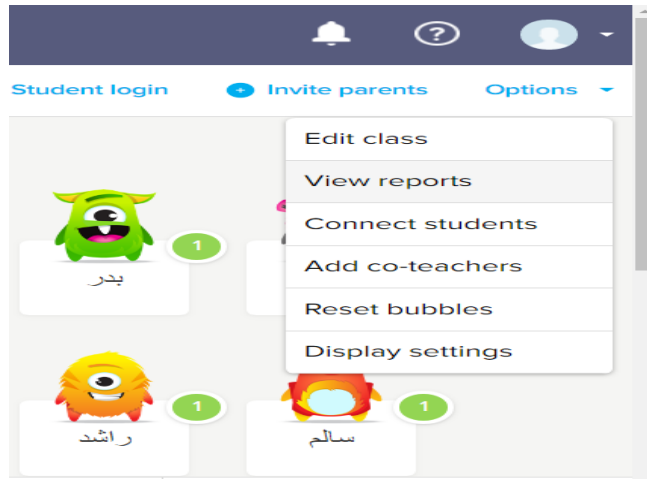 Student login
Invite parents
Options
Edit class
View reports
Connect students
Add co-teachers
Reset bubbles
Display settings
1
بدر
1
راشد
1
سالم